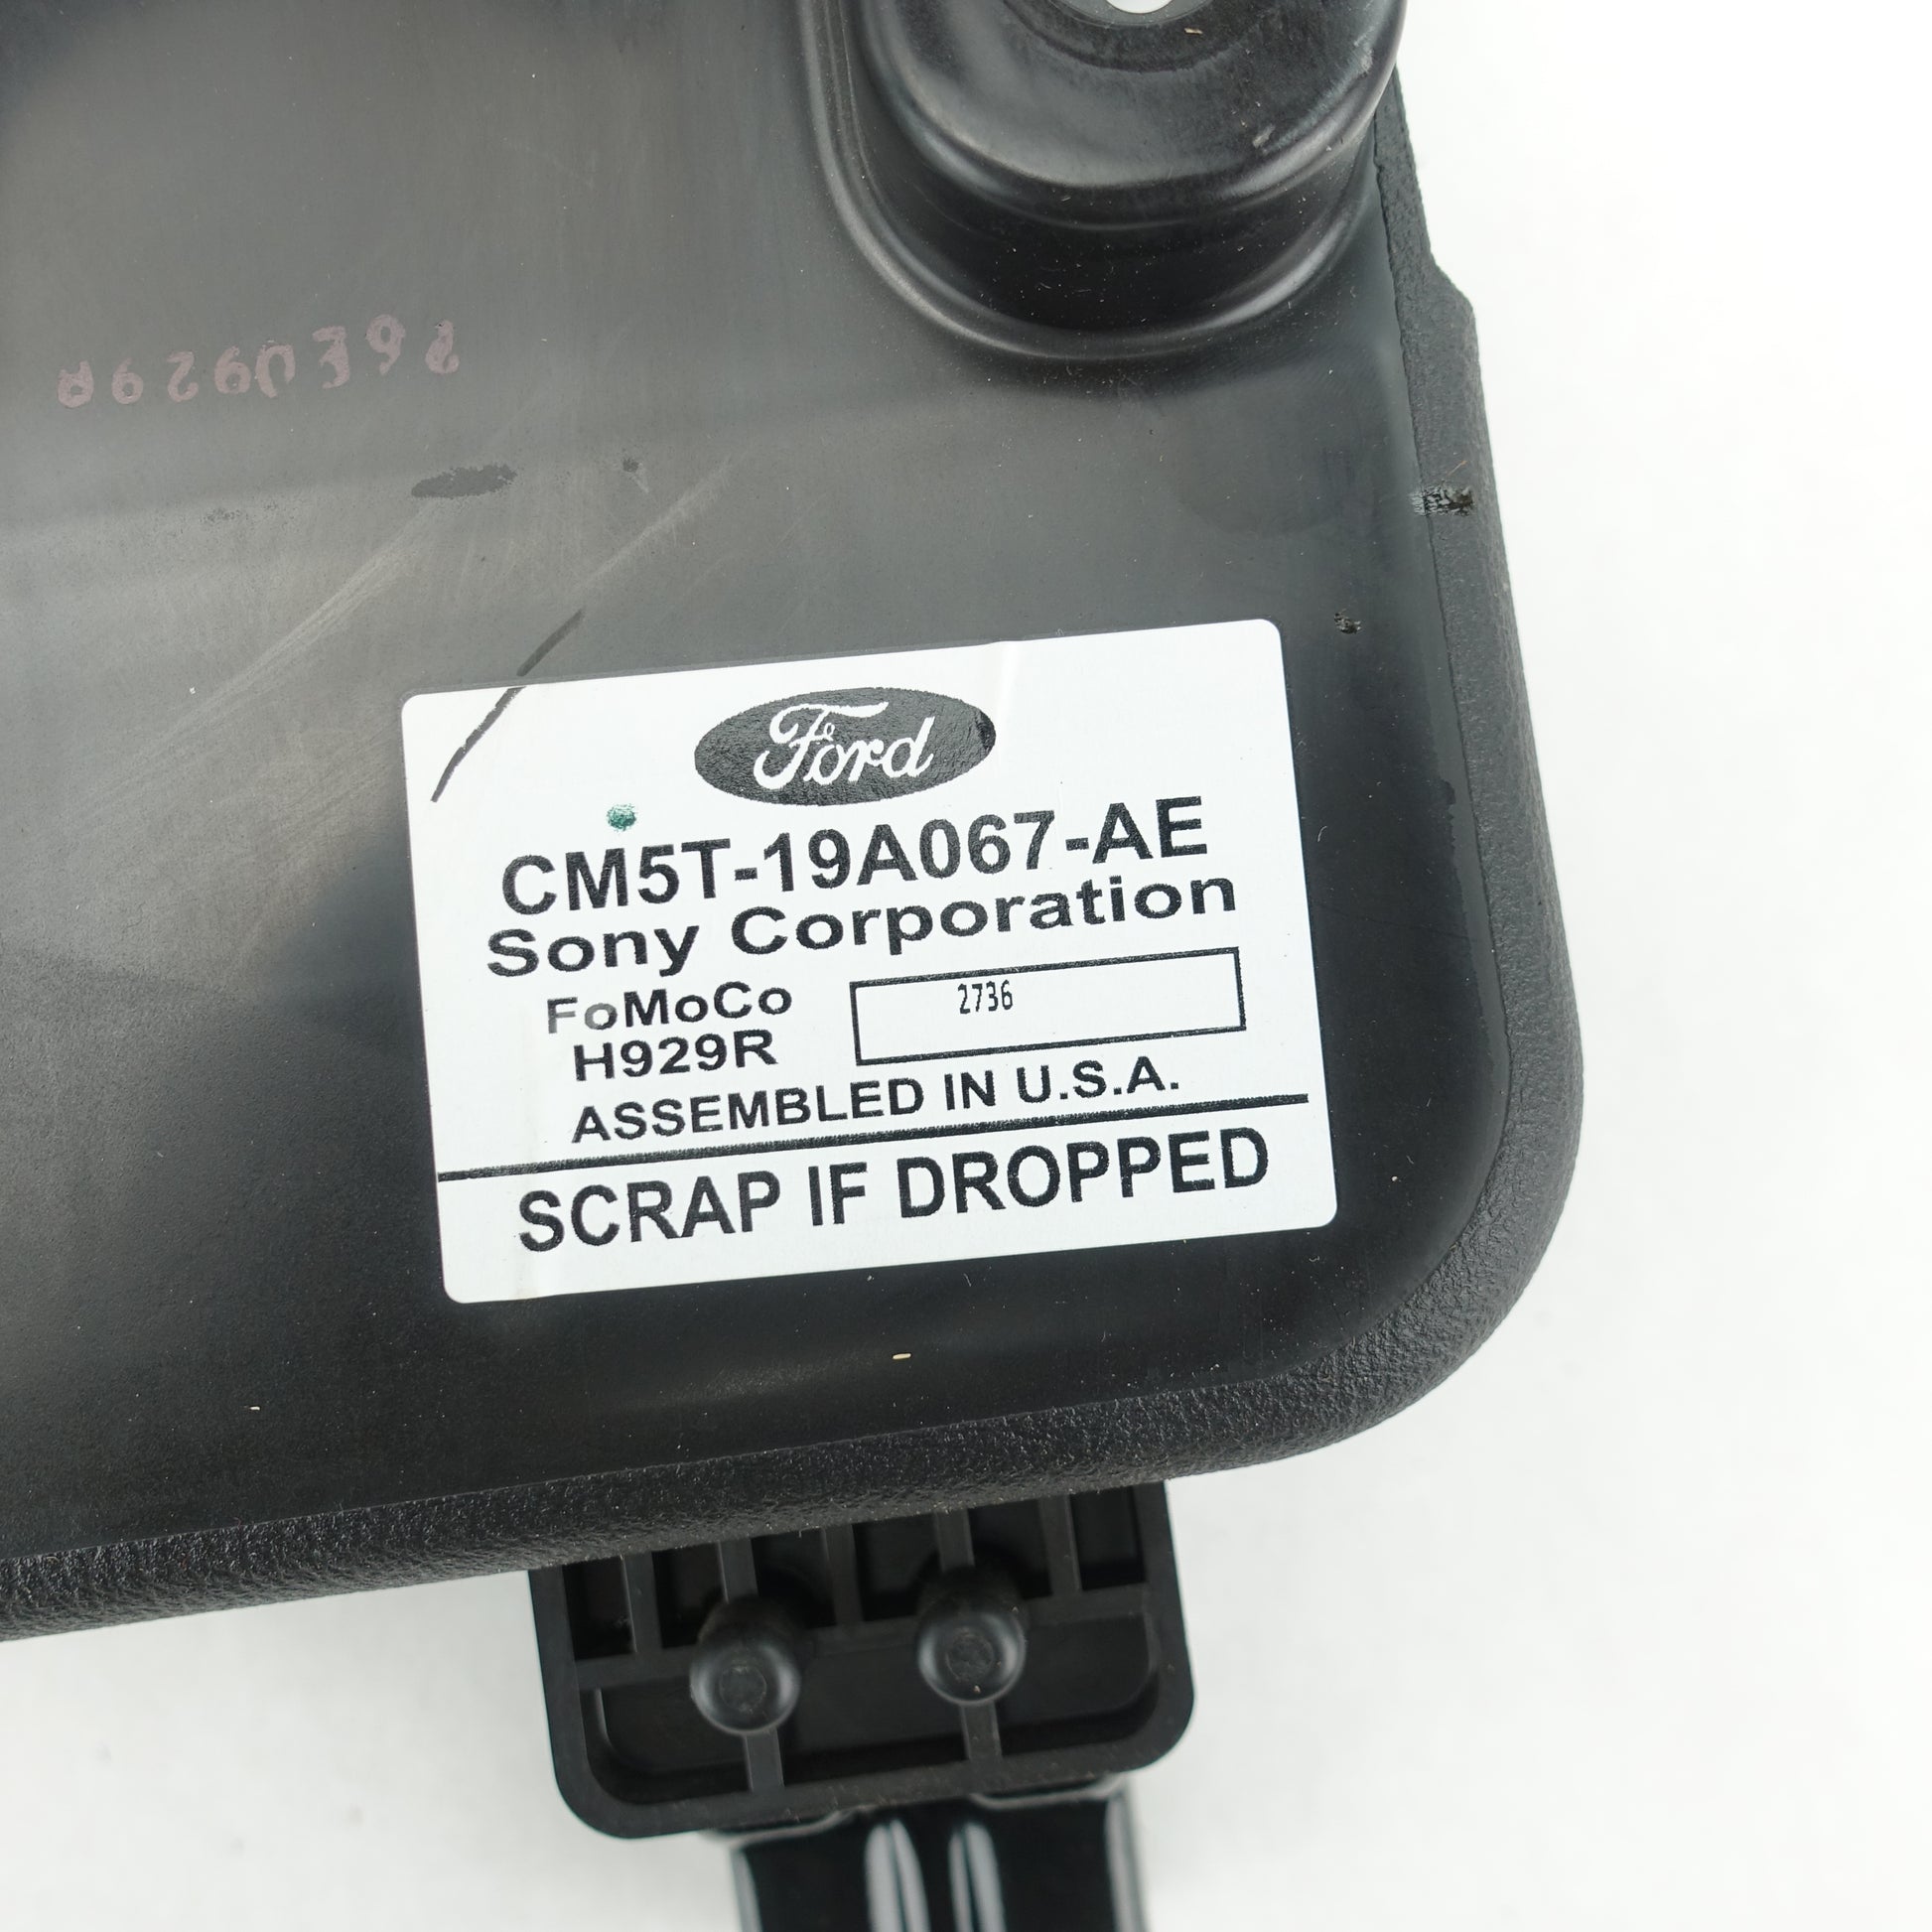 Ford
CM5T-19A067-AE
Sony Corporation
FoMoCo
2736
H929R
ASSEMBLED IN U.S.A.
SCRAP IF DROPPED